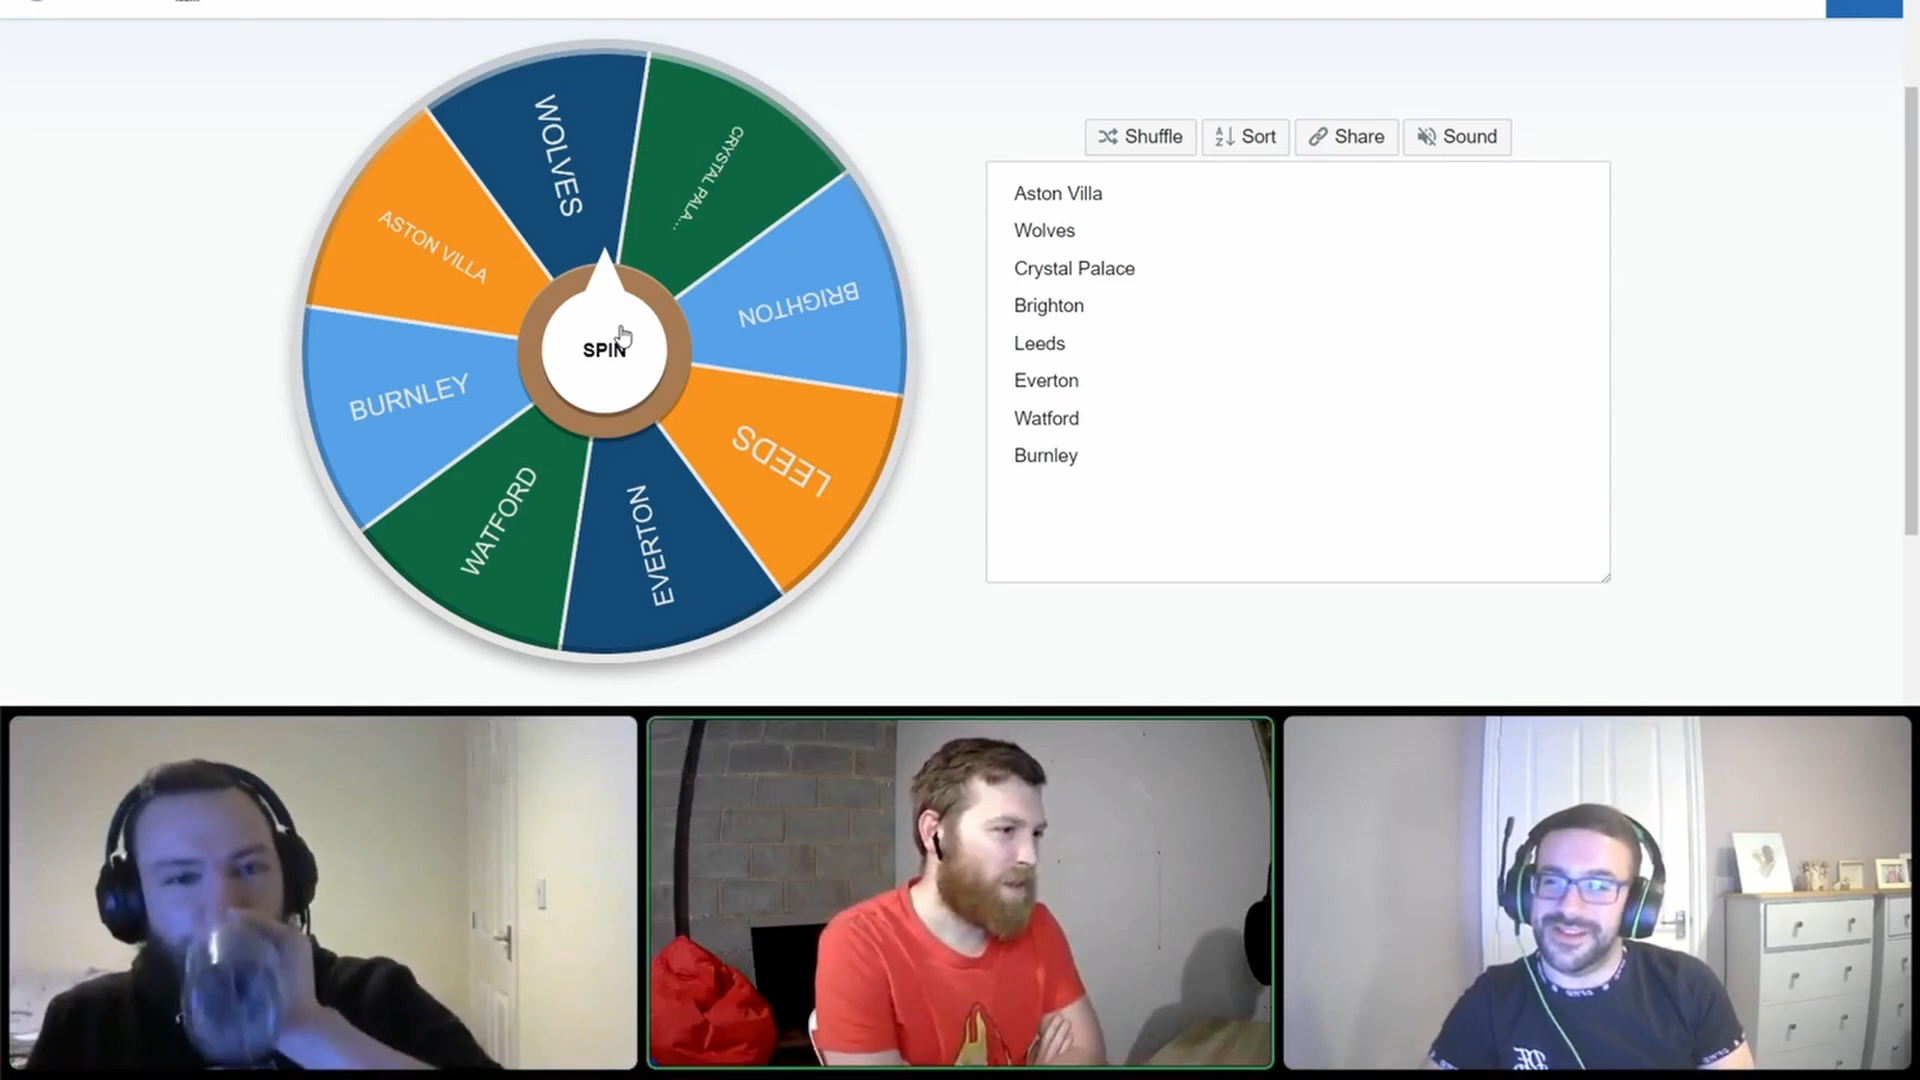 WOLVES
CRYSTAL PALA...
ASTON VILLA
BRIGHTON
BURNLEY
LEEDS
WATFORD
EVERTON
SPIN
Shuffle
Sort
Share
Sound
Aston Villa
Wolves
Crystal Palace
Brighton
Leeds
Everton
Watford
Burnley